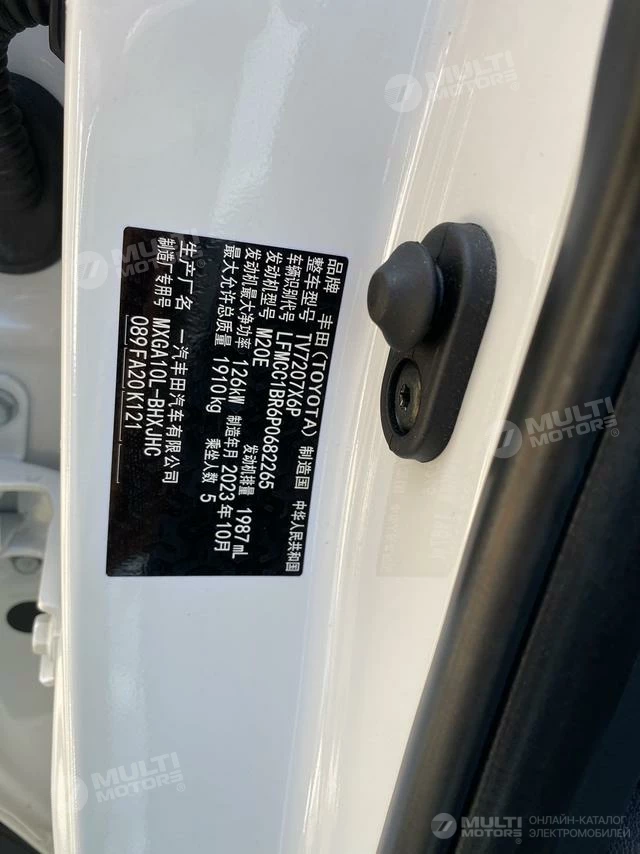 品牌 丰田(TOYOTA) 制造国 中华人民共和国
整车型号 TV7207X6P
车辆识别代号 LFMCG1BR6P0682265
发动机型号 M20E 发动机排量 1987mL
发动机最大净功率 126kW 制造年月 2023年10月
最大允许总质量 1910kg 乘坐人数 5
生产厂名 一汽丰田汽车有限公司
制造厂专用号 MXGA10L-BHXJHC
089FA20K121
MULTI MOTORS
MULTI MOTORS
MULTI MOTORS
MULTI MOTORS
MULTI MOTORS
MULTI MOTORS
ОНЛАЙН-КАТАЛОГ
ЭЛЕКТРОМОБИЛЕЙ